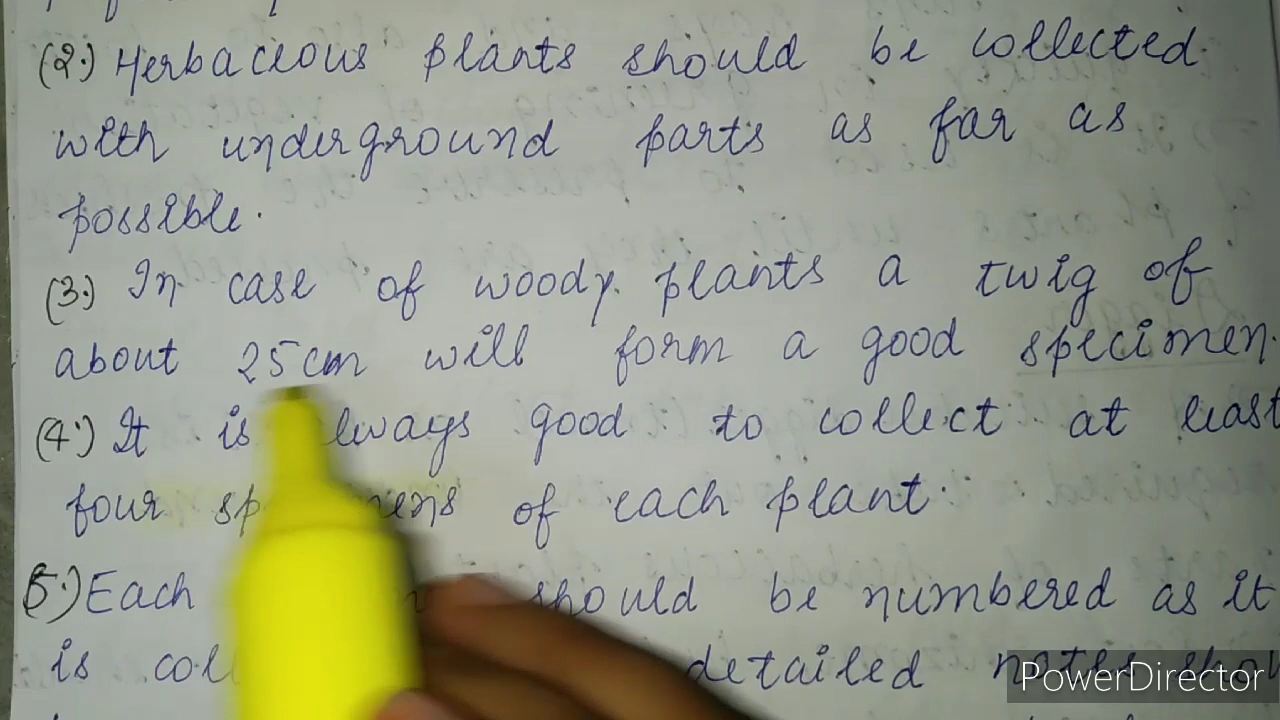 (2.) Herbaceous plants should be collected
with underground parts as far as
possible.
(3.) In case of woody plants a twig of
about 25cm will form a good specimen.
(4.) It is always good to collect at least
four specimens of each plant.
5.) Each should be numbered as it
is detailed notes
PowerDirector